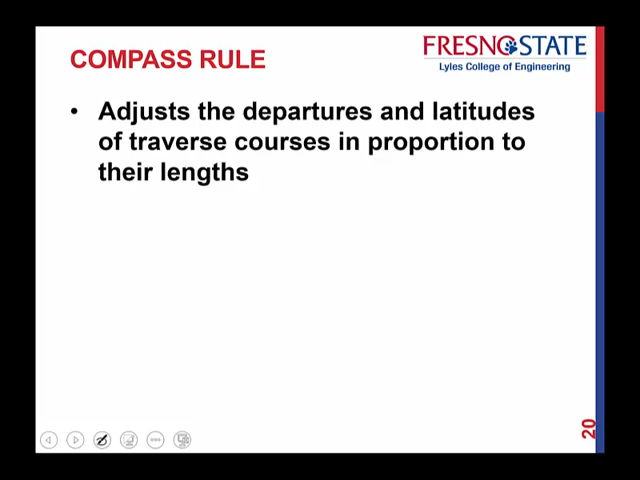 COMPASS RULE
FRESNO STATE
Lyles College of Engineering
• Adjusts the departures and latitudes
of traverse courses in proportion to
their lengths
20